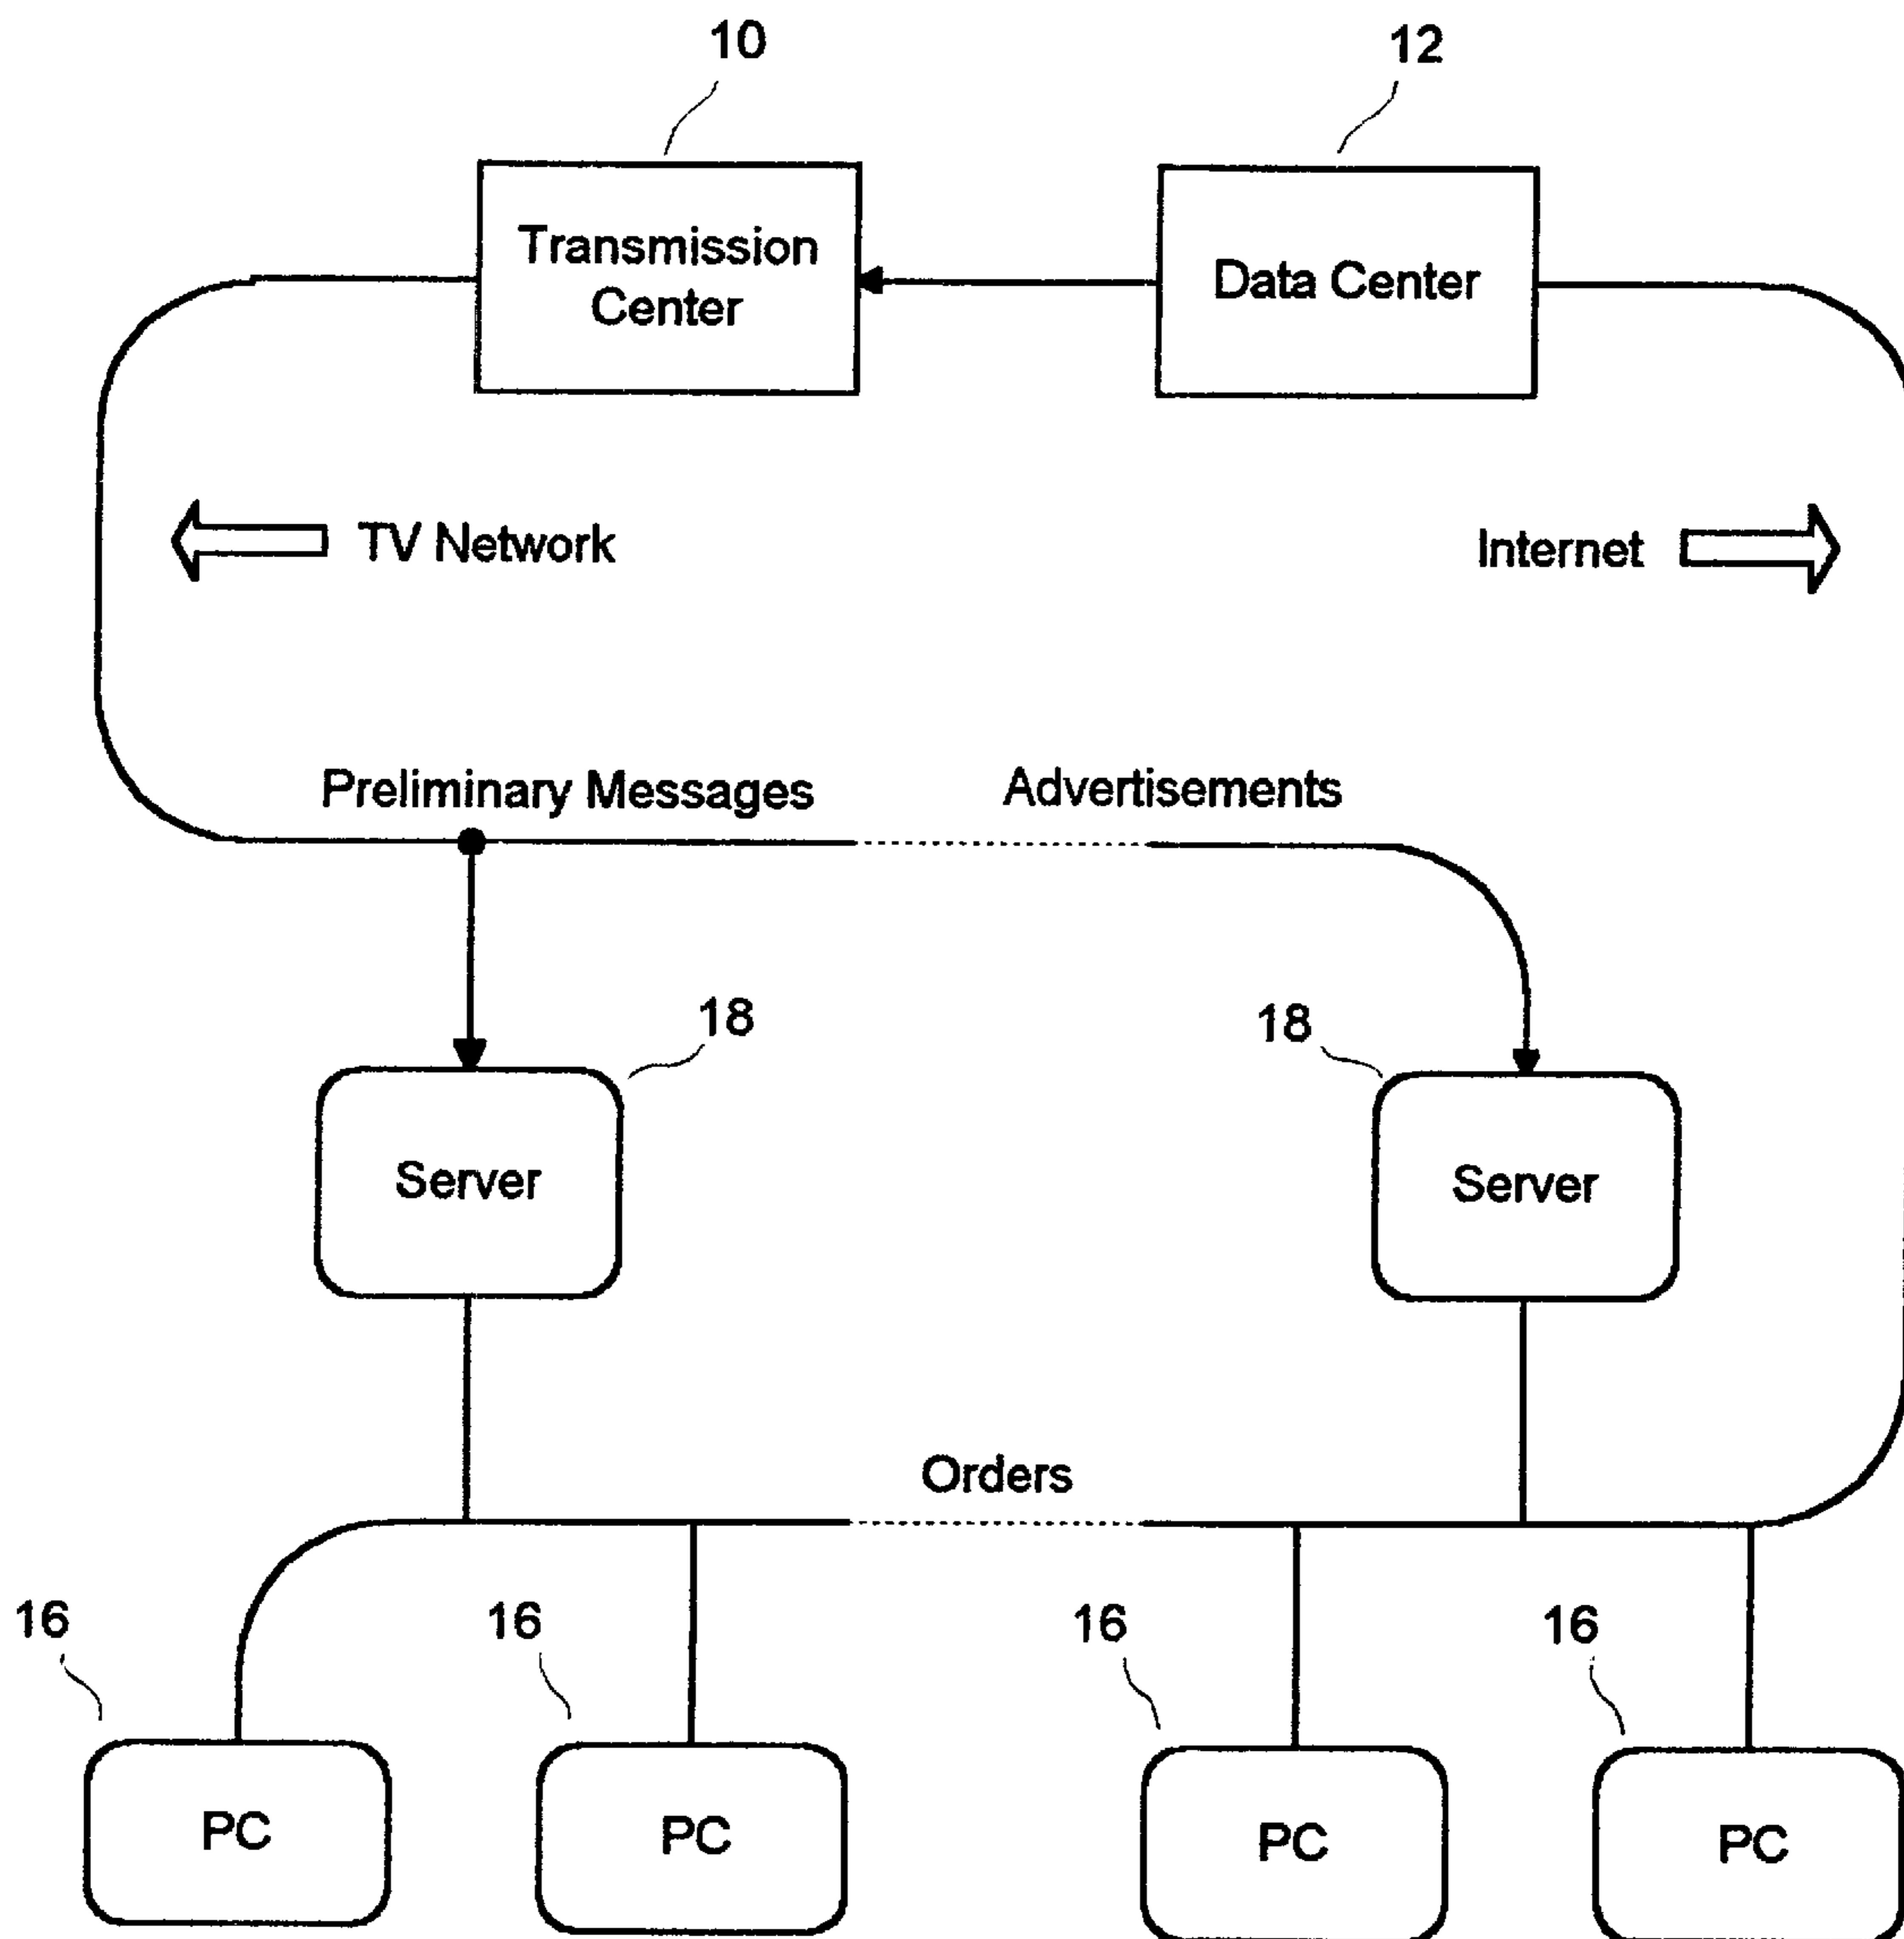 10
12
Transmission
Center
Data Center
TV Network
Internet
Preliminary Messages
Advertisements
18
18
Server
Server
Orders
16
16
16
16
PC
PC
PC
PC